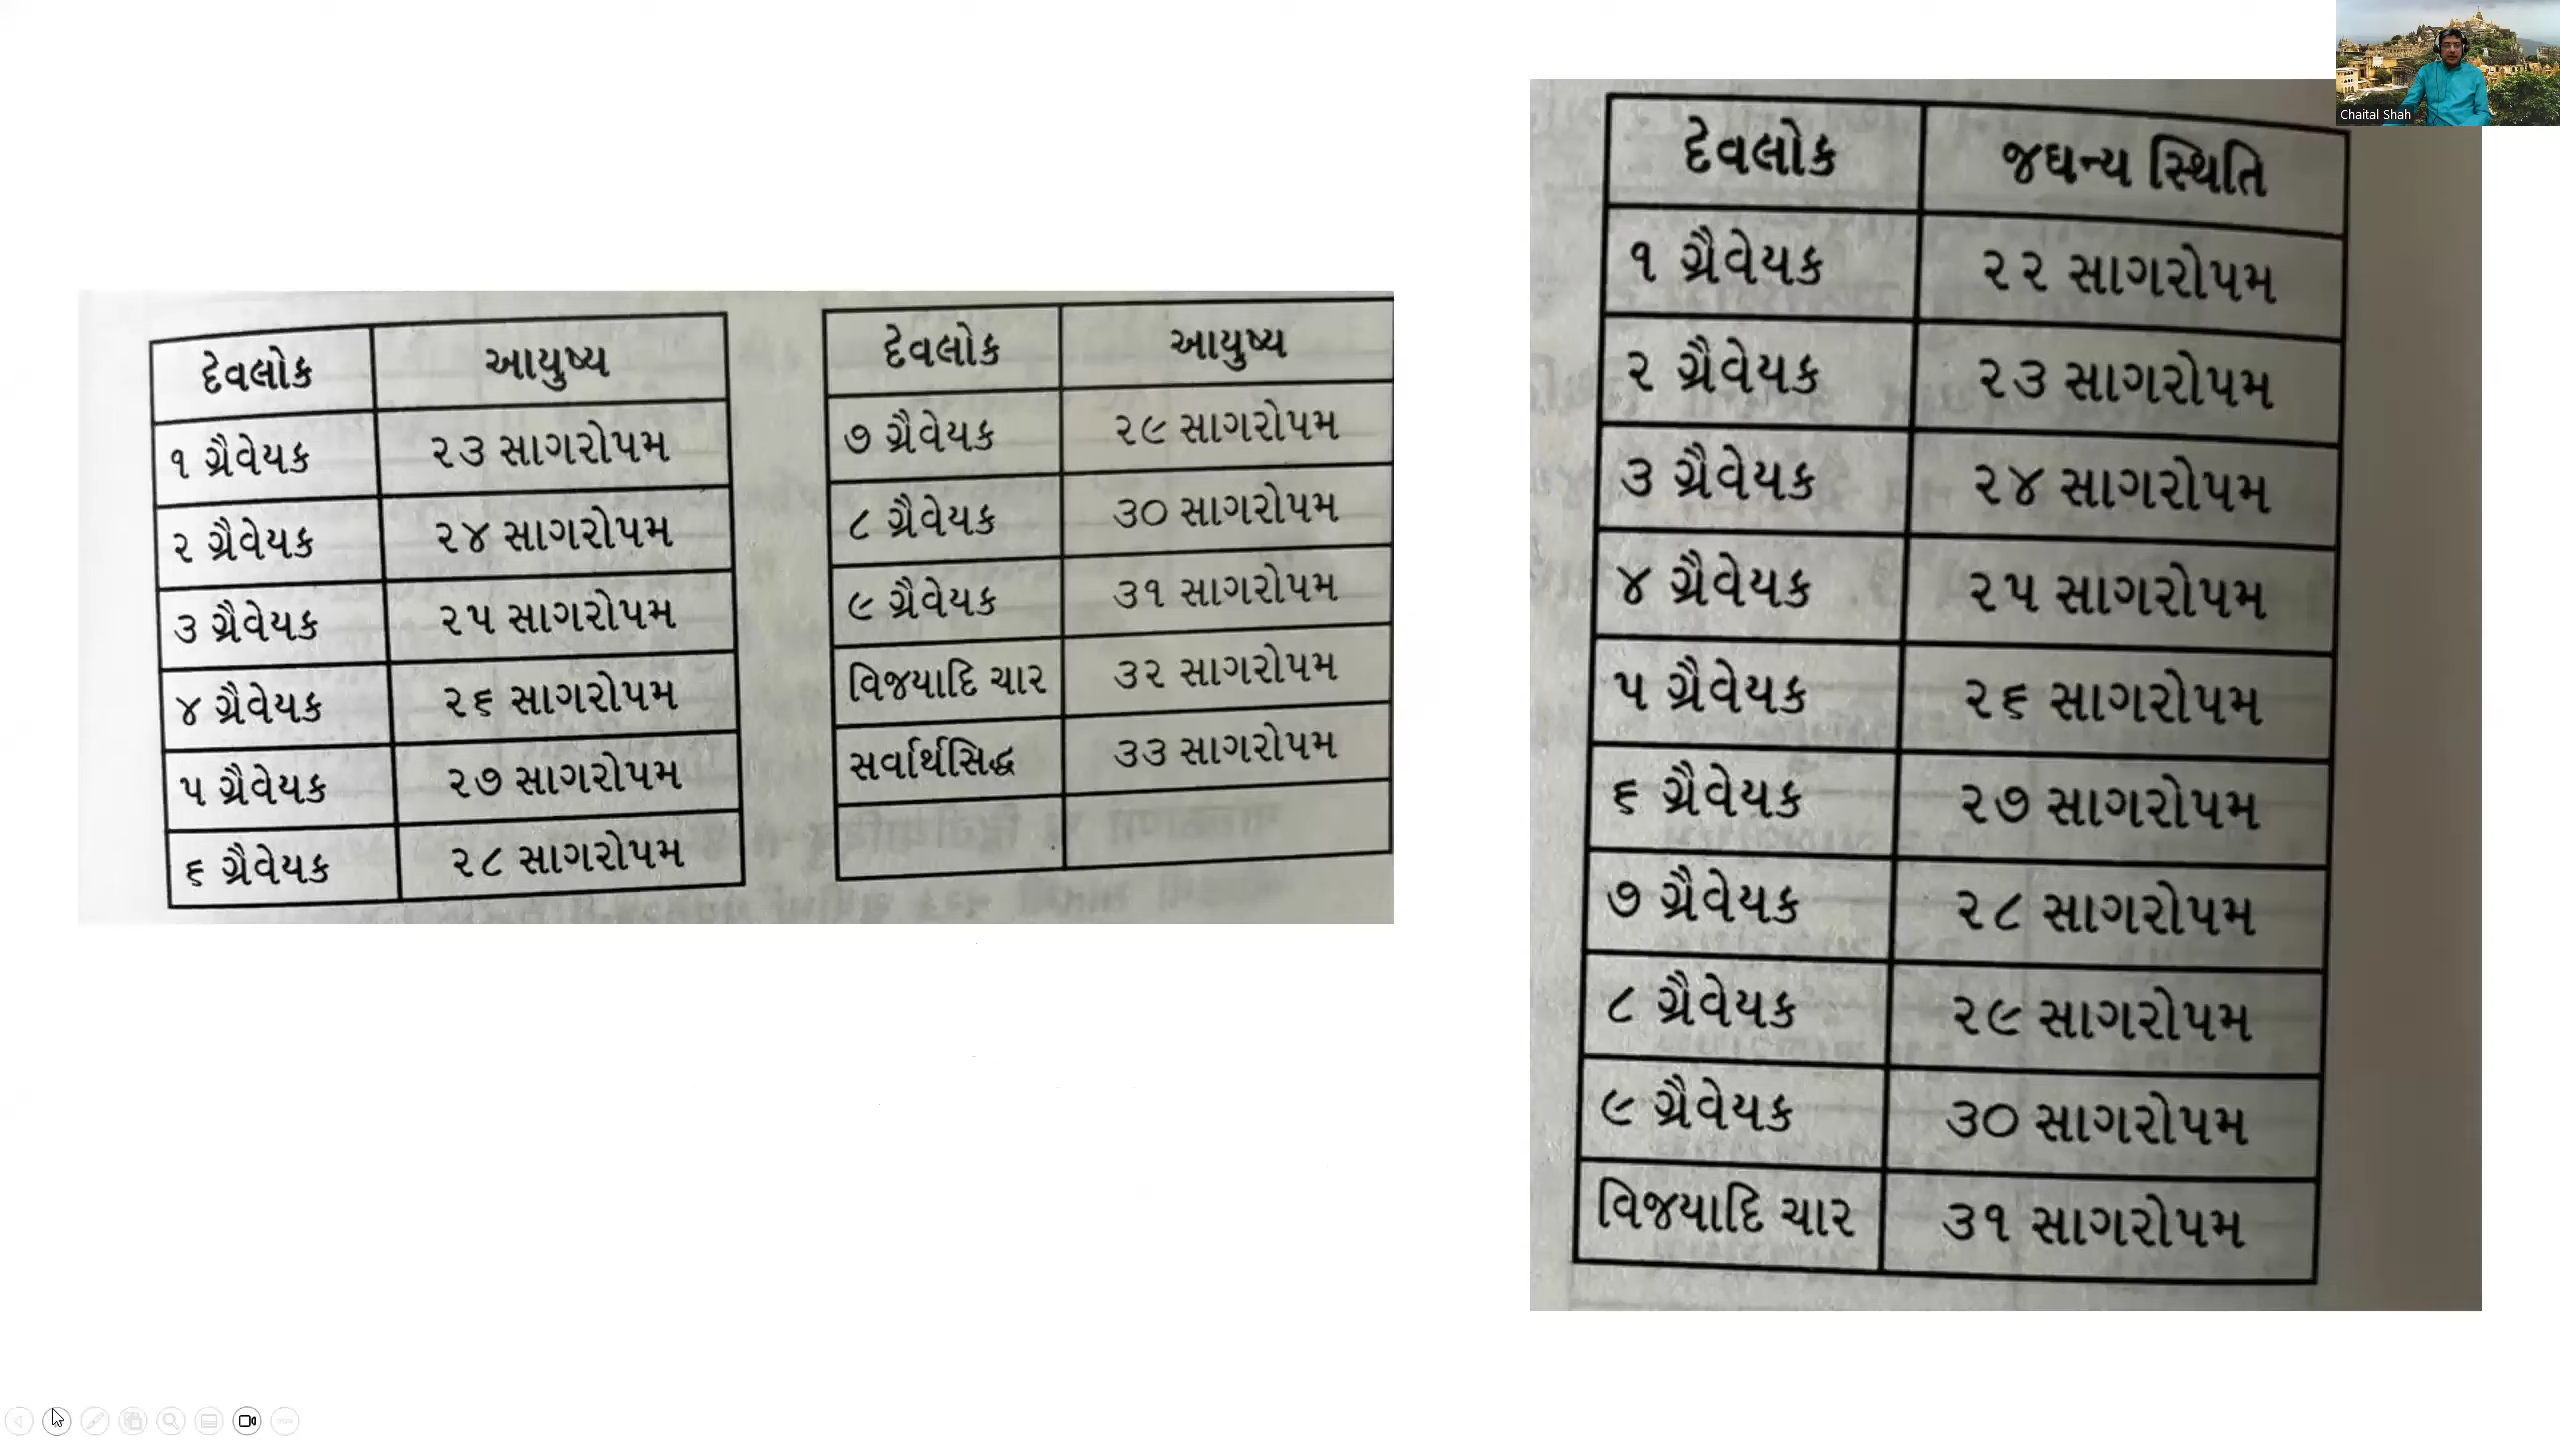 Chaital Shah
દેવલોક આયુષ્ય
૧ ગ્રૈવેયક ૨૩ સાગરોપમ
૨ ગ્રૈવેયક ૨૪ સાગરોપમ
૩ ગ્રૈવેયક ૨૫ સાગરોપમ
૪ ગ્રૈવેયક ૨૬ સાગરોપમ
૫ ગ્રૈવેયક ૨૭ સાગરોપમ
૬ ગ્રૈવેયક ૨૮ સાગરોપમ
દેવલોક આયુષ્ય
૭ ગ્રૈવેયક ૨૯ સાગરોપમ
૮ ગ્રૈવેયક ૩૦ સાગરોપમ
૯ ગ્રૈવેયક ૩૧ સાગરોપમ
વિજયાદિ ચાર ૩૨ સાગરોપમ
સર્વાર્થસિદ્ધ ૩૩ સાગરોપમ
દેવલોક જઘન્ય સ્થિતિ
૧ ગ્રૈવેયક ૨૨ સાગરોપમ
૨ ગ્રૈવેયક ૨૩ સાગરોપમ
૩ ગ્રૈવેયક ૨૪ સાગરોપમ
૪ ગ્રૈવેયક ૨૫ સાગરોપમ
૫ ગ્રૈવેયક ૨૬ સાગરોપમ
૬ ગ્રૈવેયક ૨૭ સાગરોપમ
૭ ગ્રૈવેયક ૨૮ સાગરોપમ
૮ ગ્રૈવેયક ૨૯ સાગરોપમ
૯ ગ્રૈવેયક ૩૦ સાગરોપમ
વિજયાદિ ચાર ૩૧ સાગરોપમ